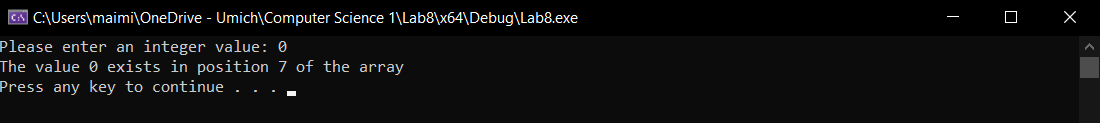 C:\Users\maimi\OneDrive - Umich\Computer Science 1\Lab8\x64\Debug\Lab8.exe
Please enter an integer value: 0
The value 0 exists in position 7 of the array
Press any key to continue . . .